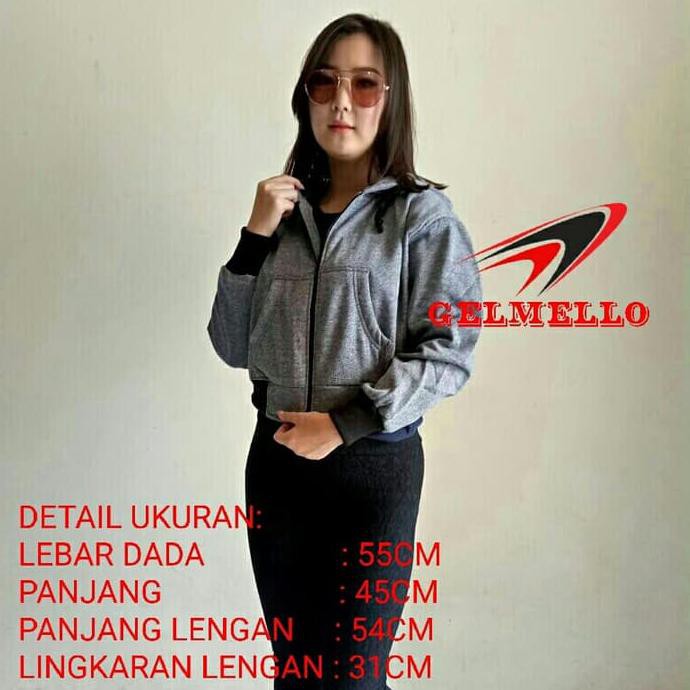 GELMELLO
DETAIL UKURAN:
LEBAR DADA : 55CM
PANJANG : 45CM
PANJANG LENGAN : 54CM
LINGKARAN LENGAN : 31CM